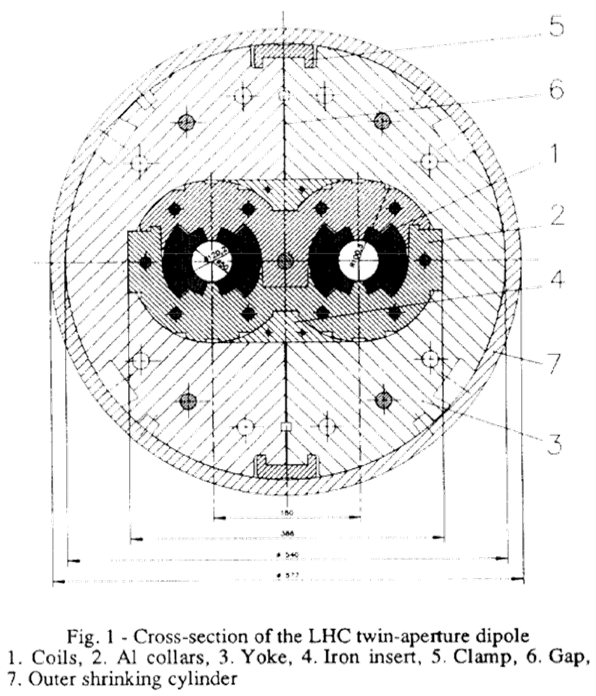 5
6
1
2
4
7
3
180
386
ø 540
Fig. 1 - Cross-section of the LHC twin-aperture dipole
1. Coils, 2. Al collars, 3. Yoke, 4. Iron insert, 5. Clamp, 6. Gap,
7. Outer shrinking cylinder